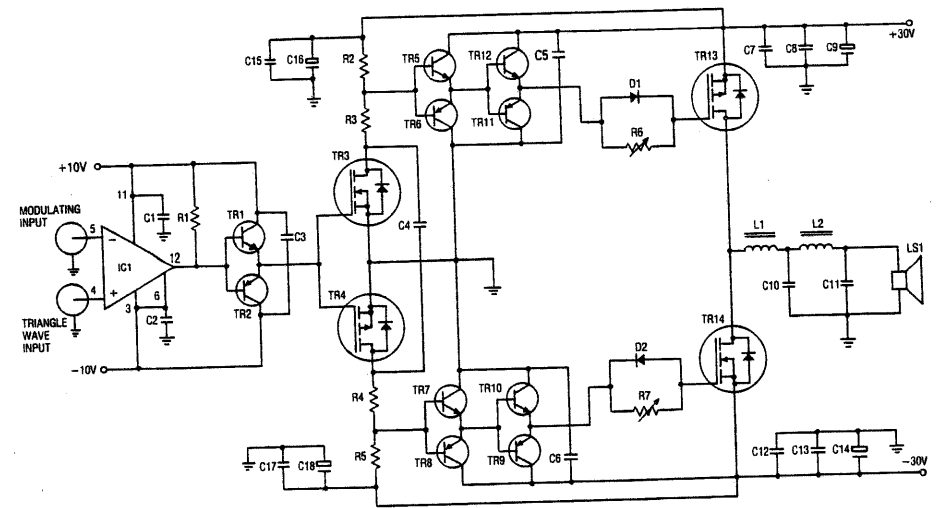 +30V
C15
C16
R2
TR5
TR12
C5
C7
C8
C9
TR13
D1
R3
TR6
TR11
R6
+10V
11
TR3
MODULATING
INPUT
5
C1
R1
TR1
C3
C4
L1
L2
LS1
–
IC1
12
4
+
6
3
C2
TR2
TR4
C10
C11
TRIANGLE
WAVE
INPUT
TR14
–10V
D2
R4
TR7
TR10
R7
R5
TR8
TR9
C6
C17
C18
C12
C13
C14
–30V